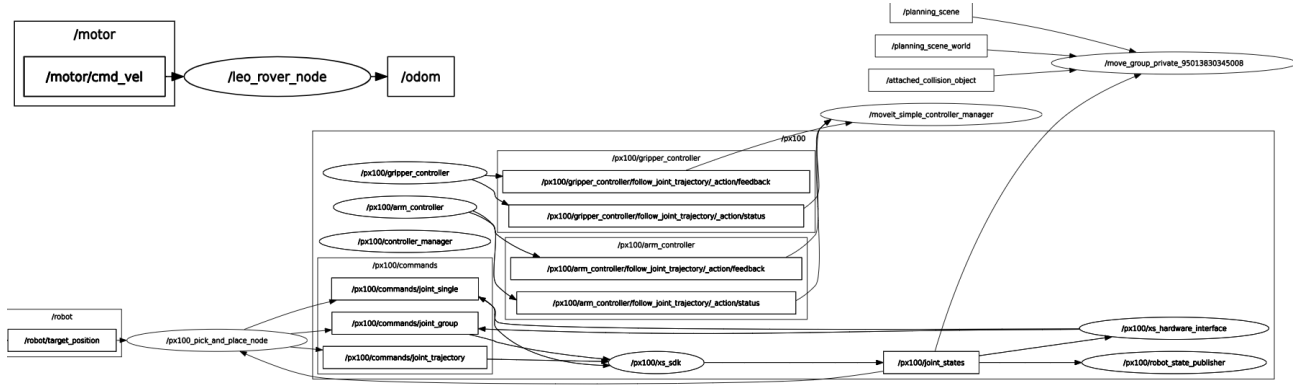 /planning_scene
/motor
/planning_scene_world
/move_group_private_95013830345008
/motor/cmd_vel
/leo_rover_node
/odom
/attached_collision_object
/moveit_simple_controller_manager
/px100
/px100/gripper_controller
/px100/gripper_controller
/px100/gripper_controller/follow_joint_trajectory/_action/feedback
/px100/arm_controller
/px100/gripper_controller/follow_joint_trajectory/_action/status
/px100/controller_manager
/px100/arm_controller
/px100/commands
/px100/arm_controller/follow_joint_trajectory/_action/feedback
/px100/commands/joint_single
/px100/arm_controller/follow_joint_trajectory/_action/status
/robot
/px100/commands/joint_group
/px100/xs_hardware_interface
/robot/target_position
/px100_pick_and_place_node
/px100/commands/joint_trajectory
/px100/xs_sdk
/px100/joint_states
/px100/robot_state_publisher